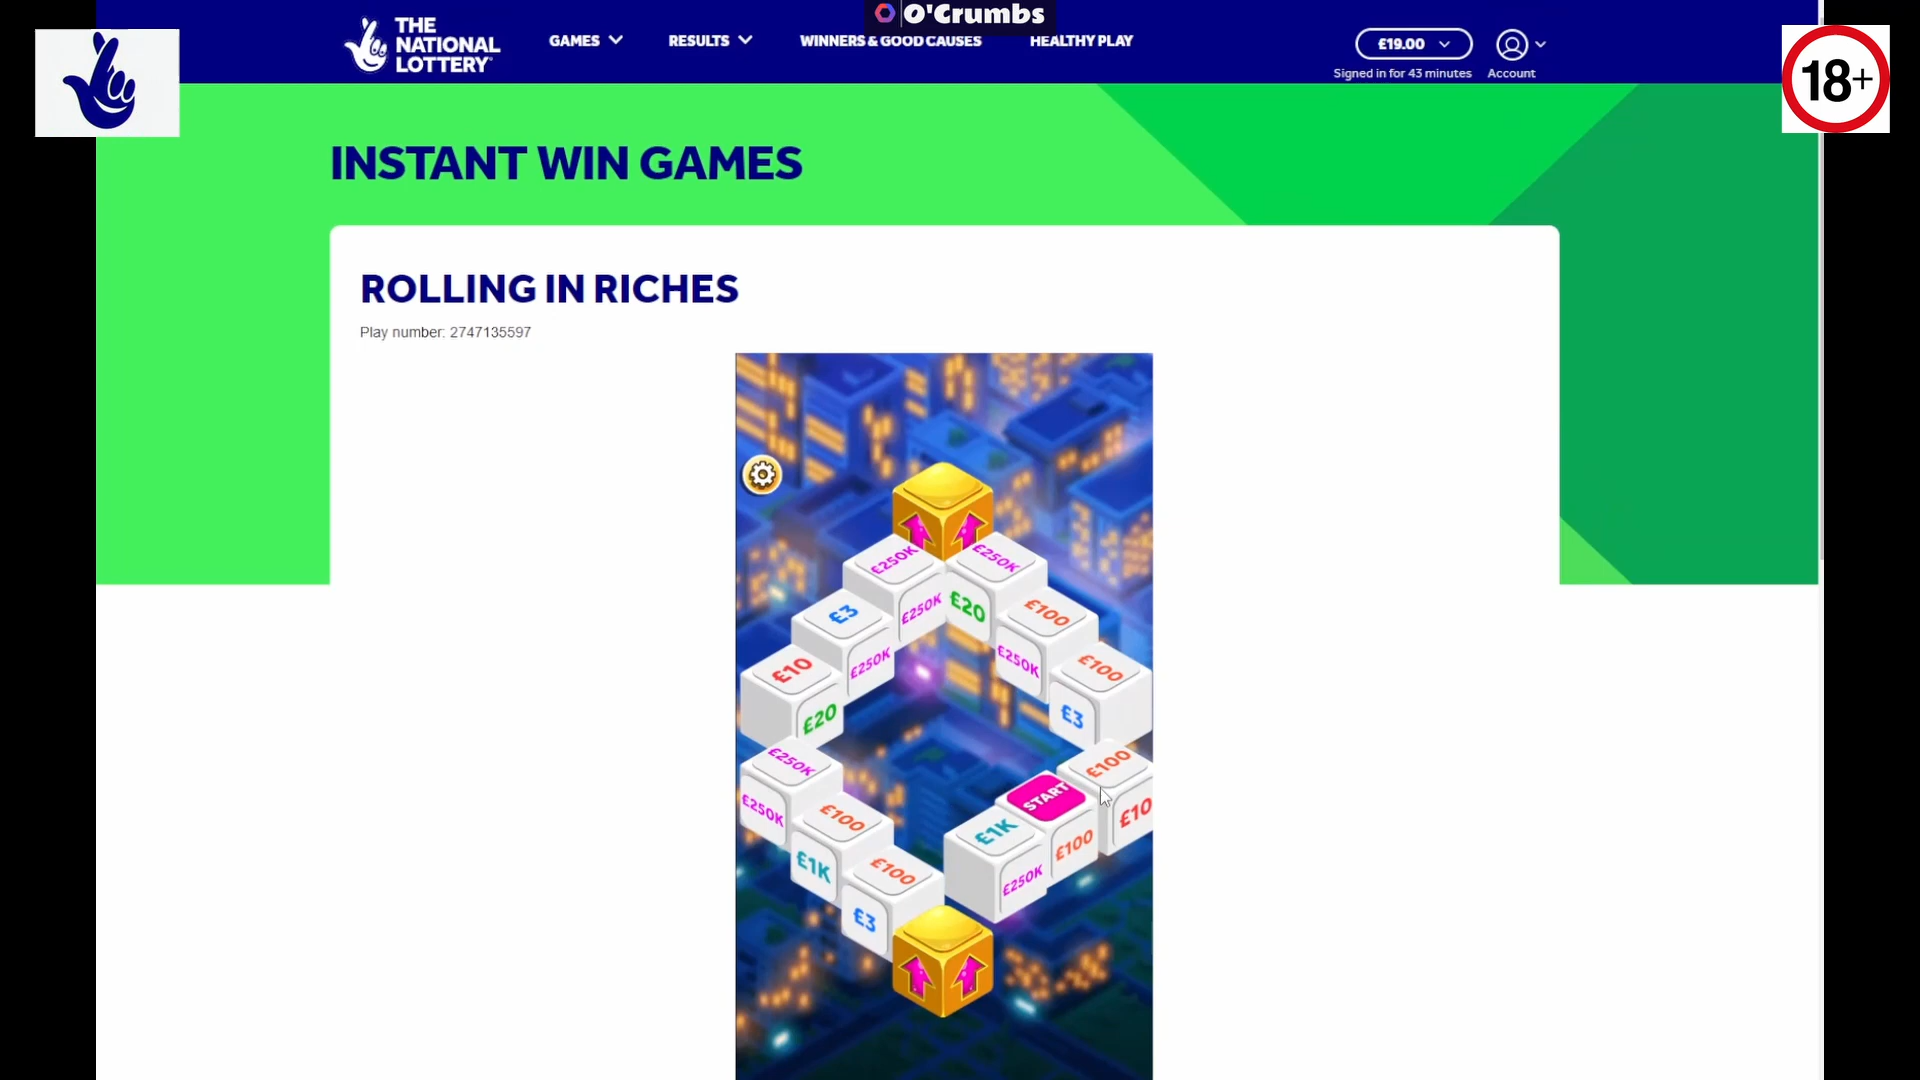 O'Crumbs
THE
NATIONAL
LOTTERY®
GAMES
RESULTS
WINNERS & GOOD CAUSES
HEALTHY PLAY
£19.00
Signed in for 43 minutes
Account
18+
INSTANT WIN GAMES
ROLLING IN RICHES
Play number: 2747135597
£250K
£250K
£250K
£20
£3
£100
£250K
£250K
£10
£100
£20
£3
£250K
£100
START
£250K
£100
£1K
£10
£1K
£100
£100
£250K
£3